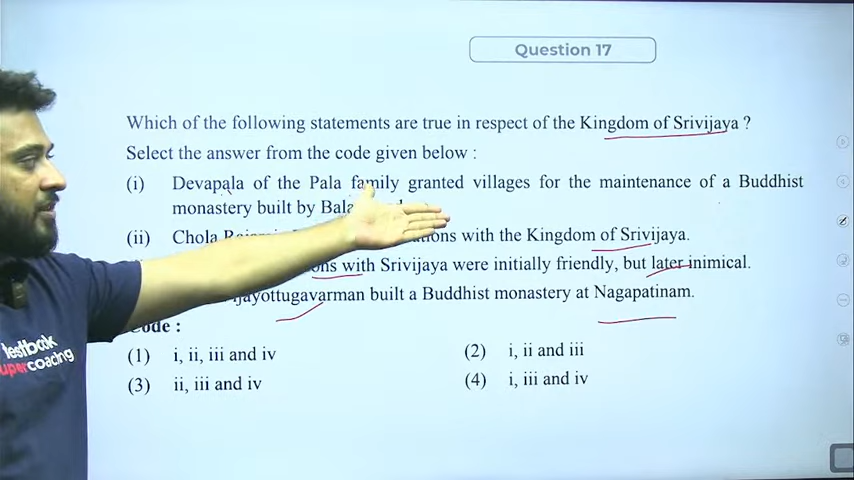 Question 17
Which of the following statements are true in respect of the Kingdom of Srivijaya ?
Select the answer from the code given below :
(i) Devapala of the Pala family granted villages for the maintenance of a Buddhist
monastery built by
(ii) Chola with the Kingdom of Srivijaya.
with Srivijaya were initially friendly, but later inimical.
built a Buddhist monastery at Nagapatinam.
Code :
(1) i, ii, iii and iv
(2) i, ii and iii
(3) ii, iii and iv
(4) i, iii and iv
testbook
supercoaching